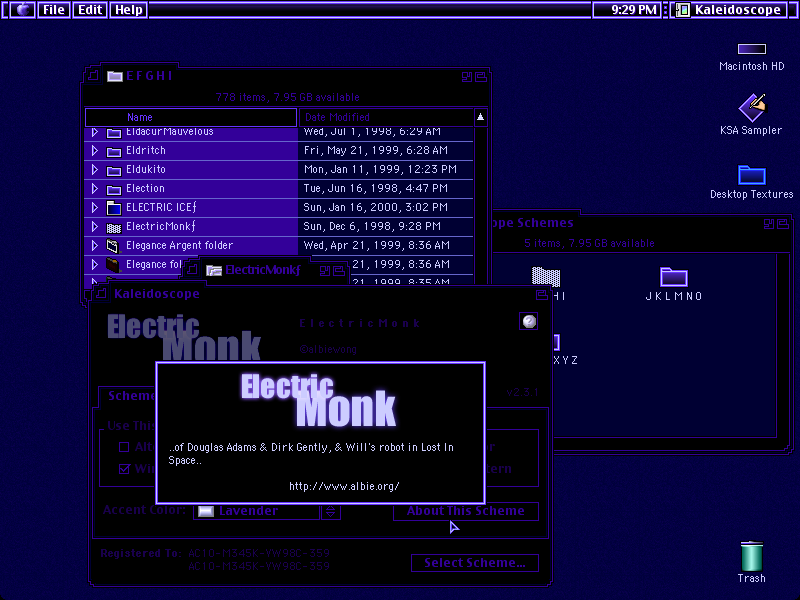 File Edit Help 9:29 PM Kaleidoscope
Macintosh HD
KSA Sampler
Desktop Textures
Trash
E F G H I
778 items, 7.95 GB available
Name Date Modified
EldacurMauvelous Wed, Jul 1, 1998, 6:29 AM
Eldritch Fri, May 21, 1999, 6:28 AM
Eldukito Mon, Jan 11, 1999, 12:23 PM
Election Tue, Jun 16, 1998, 4:47 PM
ELECTRIC ICEƒ Sun, Jan 16, 2000, 3:02 PM
ElectricMonkƒ Sun, Dec 6, 1998, 9:28 PM
Elegance Argent folder Wed, Apr 21, 1999, 8:36 AM
Elegance fol 21, 1999, 8:36 AM
21, 1999, 8:35 AM
ope Schemes
5 items, 7.95 GB available
H I
J K L M N O
X Y Z
ElectricMonkƒ
Kaleidoscope
Electric
Monk
E l e c t r i c M o n k
©albiewong
v2.3.1
Scheme
Use This
Alt
Wi
er
tern
Electric
Monk
..of Douglas Adams & Dirk Gently, & Will's robot in Lost In
Space..
http://www.albie.org/
Accent Color: Lavender
About This Scheme
Registered To: AC10-M345K-YW980-359
AC10-M345K-YW980-359
Select Scheme...